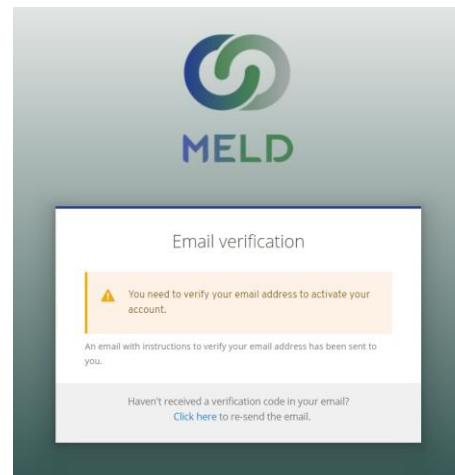 MELD
Email verification
You need to verify your email address to activate your
account.
An email with instructions to verify your email address has been sent to
you.
Haven't received a verification code in your email?
Click here to re-send the email.